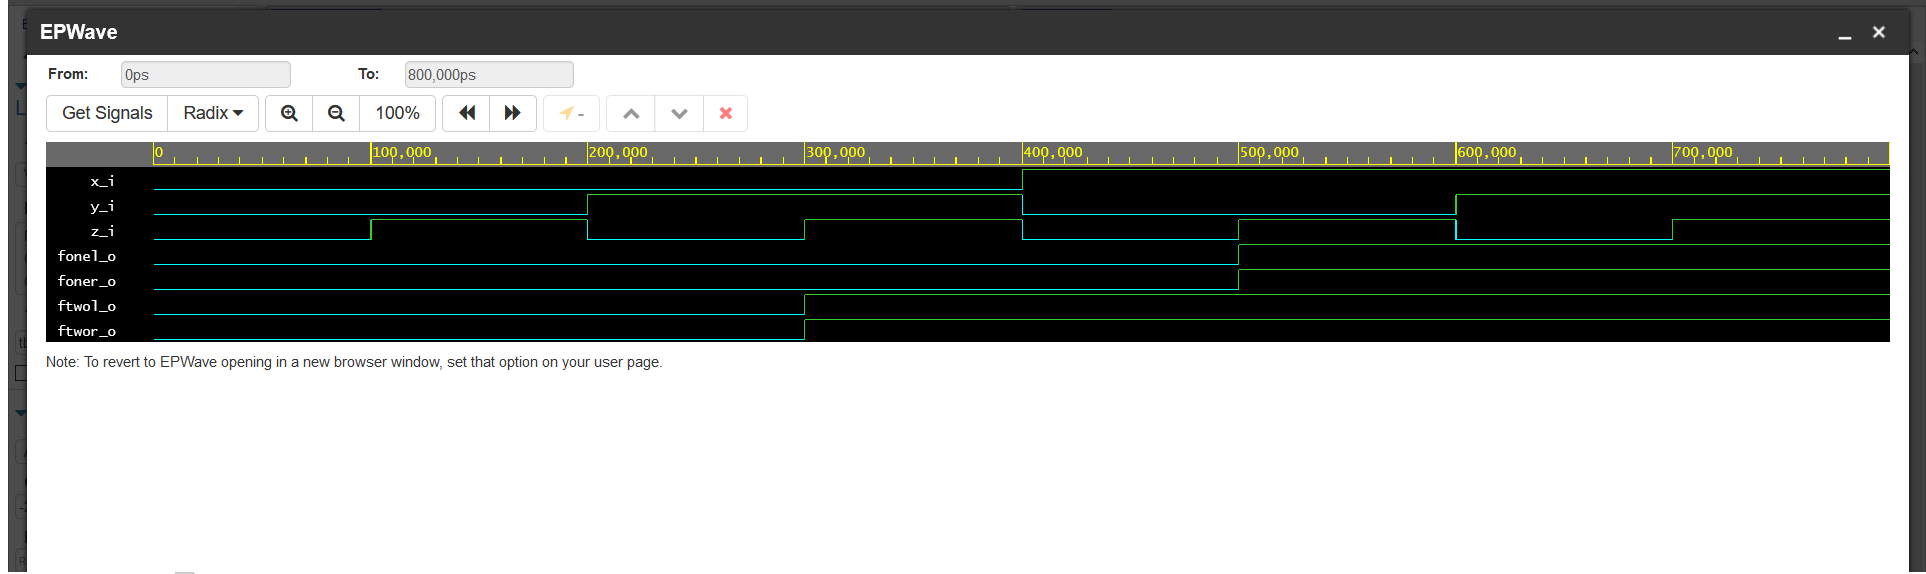 EPWave
From: 0ps To: 800,000ps
Get Signals Radix 100% -
0 100,000 200,000 300,000 400,000 500,000 600,000 700,000
x_i
y_i
z_i
fonel_o
foner_o
ftwol_o
ftwor_o
Note: To revert to EPWave opening in a new browser window, set that option on your user page.